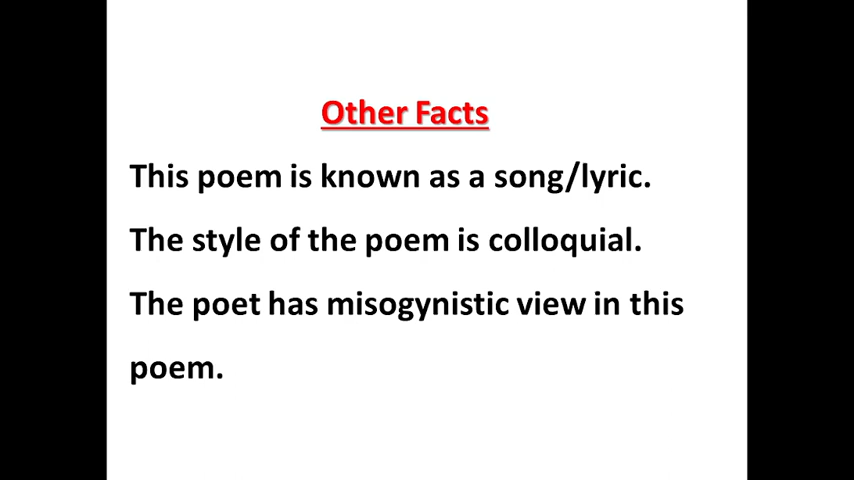 Other Facts
This poem is known as a song/lyric.
The style of the poem is colloquial.
The poet has misogynistic view in this
poem.